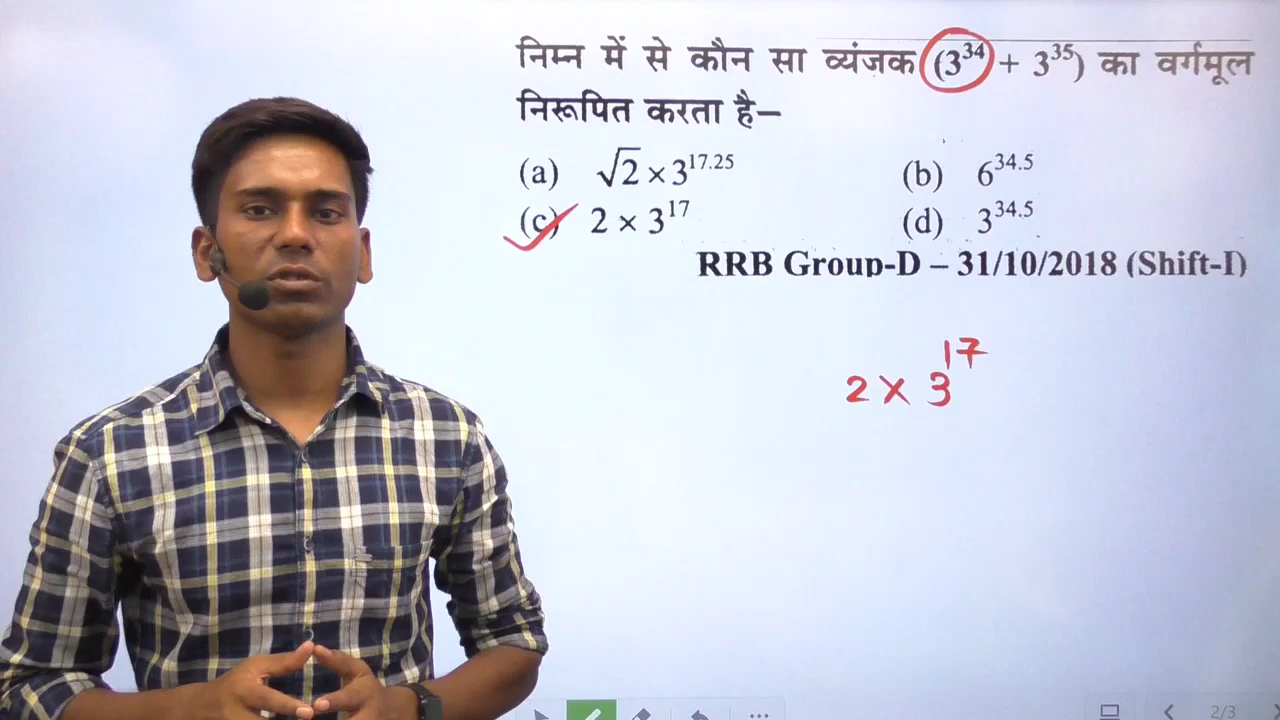 निम्न में से कौन सा व्यंजक (3³⁴ + 3³⁵) का वर्गमूल
निरूपित करता है–
(a) √2 × 3¹⁷·²⁵ (b) 6³⁴·⁵
(c) 2 × 3¹⁷ (d) 3³⁴·⁵
RRB Group-D – 31/10/2018 (Shift-I)
2 × 3¹⁷
2/3